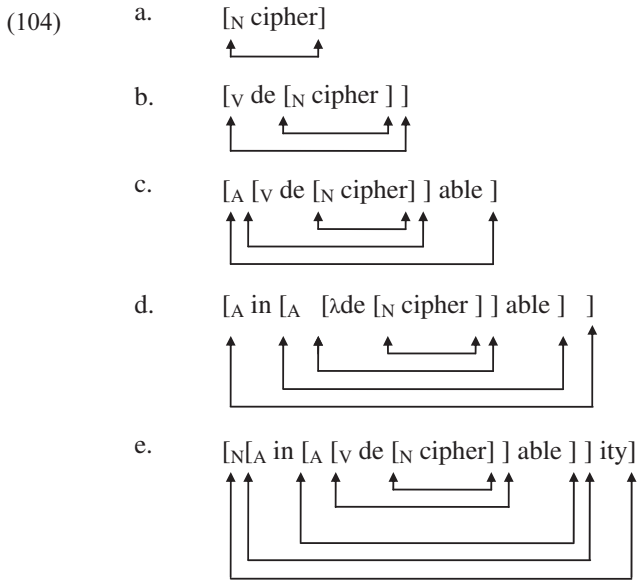 (104) a. [N cipher]
b. [V de [N cipher ] ]
c. [A [V de [N cipher] ] able ]
d. [A in [A [λde [N cipher ] ] able ] ]
e. [N[A in [A [V de [N cipher] ] able ] ] ity]